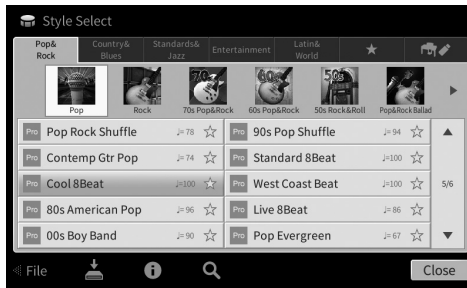 Style Select
Pop&
Rock
Country&
Blues
Standards&
Jazz
Entertainment
Latin&
World
Pop
Rock
70s Pop&Rock
60s Pop&Rock
50s Rock&Roll
Pop&Rock Ballad
Pro Pop Rock Shuffle ♩= 78
Pro 90s Pop Shuffle ♩= 94
Pro Contemp Gtr Pop ♩= 74
Pro Standard 8Beat ♩=100
Pro Cool 8Beat ♩=100
Pro West Coast Beat ♩=100
5/6
Pro 80s American Pop ♩= 96
Pro Live 8Beat ♩= 86
Pro 00s Boy Band ♩= 90
Pro Pop Evergreen ♩= 67
File
Close